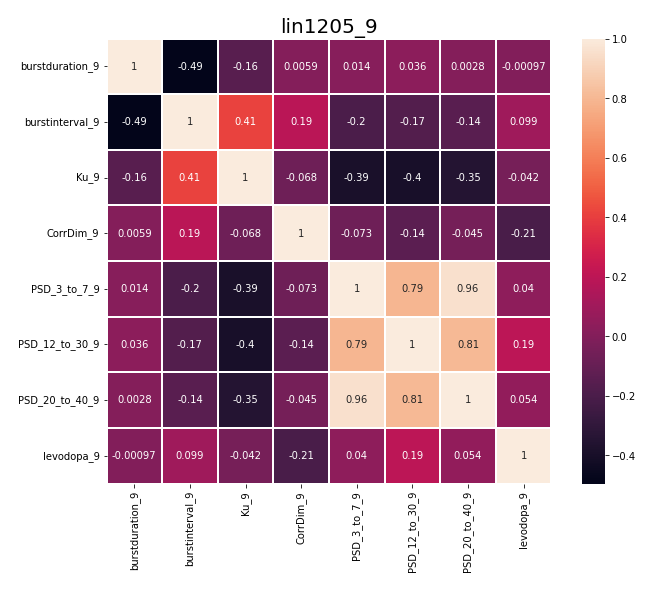 lin1205_9
burstduration_9 1 -0.49 -0.16 0.0059 0.014 0.036 0.0028 -0.00097
burstinterval_9 -0.49 1 0.41 0.19 -0.2 -0.17 -0.14 0.099
Ku_9 -0.16 0.41 1 -0.068 -0.39 -0.4 -0.35 -0.042
CorrDim_9 0.0059 0.19 -0.068 1 -0.073 -0.14 -0.045 -0.21
PSD_3_to_7_9 0.014 -0.2 -0.39 -0.073 1 0.79 0.96 0.04
PSD_12_to_30_9 0.036 -0.17 -0.4 -0.14 0.79 1 0.81 0.19
PSD_20_to_40_9 0.0028 -0.14 -0.35 -0.045 0.96 0.81 1 0.054
levodopa_9 -0.00097 0.099 -0.042 -0.21 0.04 0.19 0.054 1
burstduration_9
burstinterval_9
Ku_9
CorrDim_9
PSD_3_to_7_9
PSD_12_to_30_9
PSD_20_to_40_9
levodopa_9
1.0
0.8
0.6
0.4
0.2
0.0
−0.2
−0.4